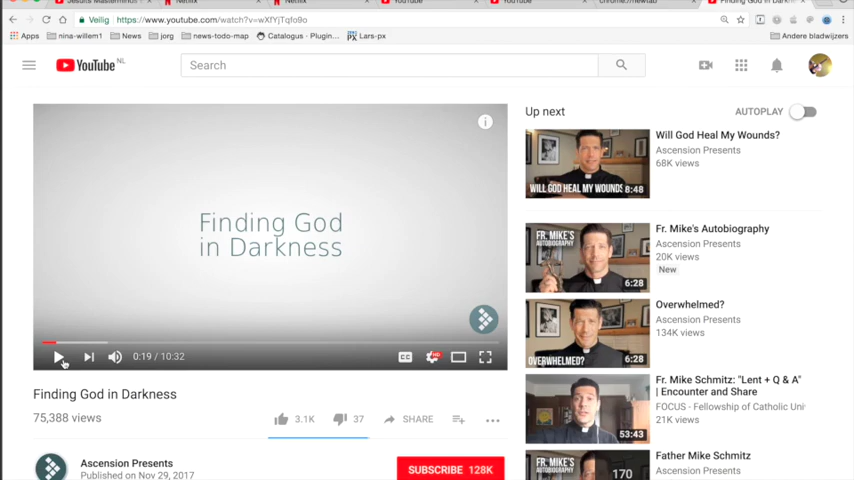 Jesuits Masterminds
Netflix
Netflix
YouTube
YouTube
chrome://newtab
Finding God in Darkn
Veilig
https://www.youtube.com/watch?v=wXfYjTqfo9o
Apps
nina-willem1
News
jorg
news-todo-map
Catalogus - Plugin...
PX Lars-px
Andere bladwijzers
YouTube NL
Search
Finding God
in Darkness
0:19 / 10:32
CC
HD
Finding God in Darkness
75,388 views
3.1K
37
SHARE
Ascension Presents
Published on Nov 29, 2017
SUBSCRIBE 128K
Up next
AUTOPLAY
WILL GOD HEAL MY WOUNDS
8:48
Will God Heal My Wounds?
Ascension Presents
68K views
FR. MIKE'S
AUTOBIOGRAPHY
6:28
Fr. Mike's Autobiography
Ascension Presents
20K views
New
OVERWHELMED?
6:28
Overwhelmed?
Ascension Presents
134K views
53:43
Fr. Mike Schmitz: "Lent + Q & A"
| Encounter and Share
FOCUS - Fellowship of Catholic Uni
21K views
FR. MIKE'S
AUTOBIOGRAPHY
170
Father Mike Schmitz
Ascension Presents